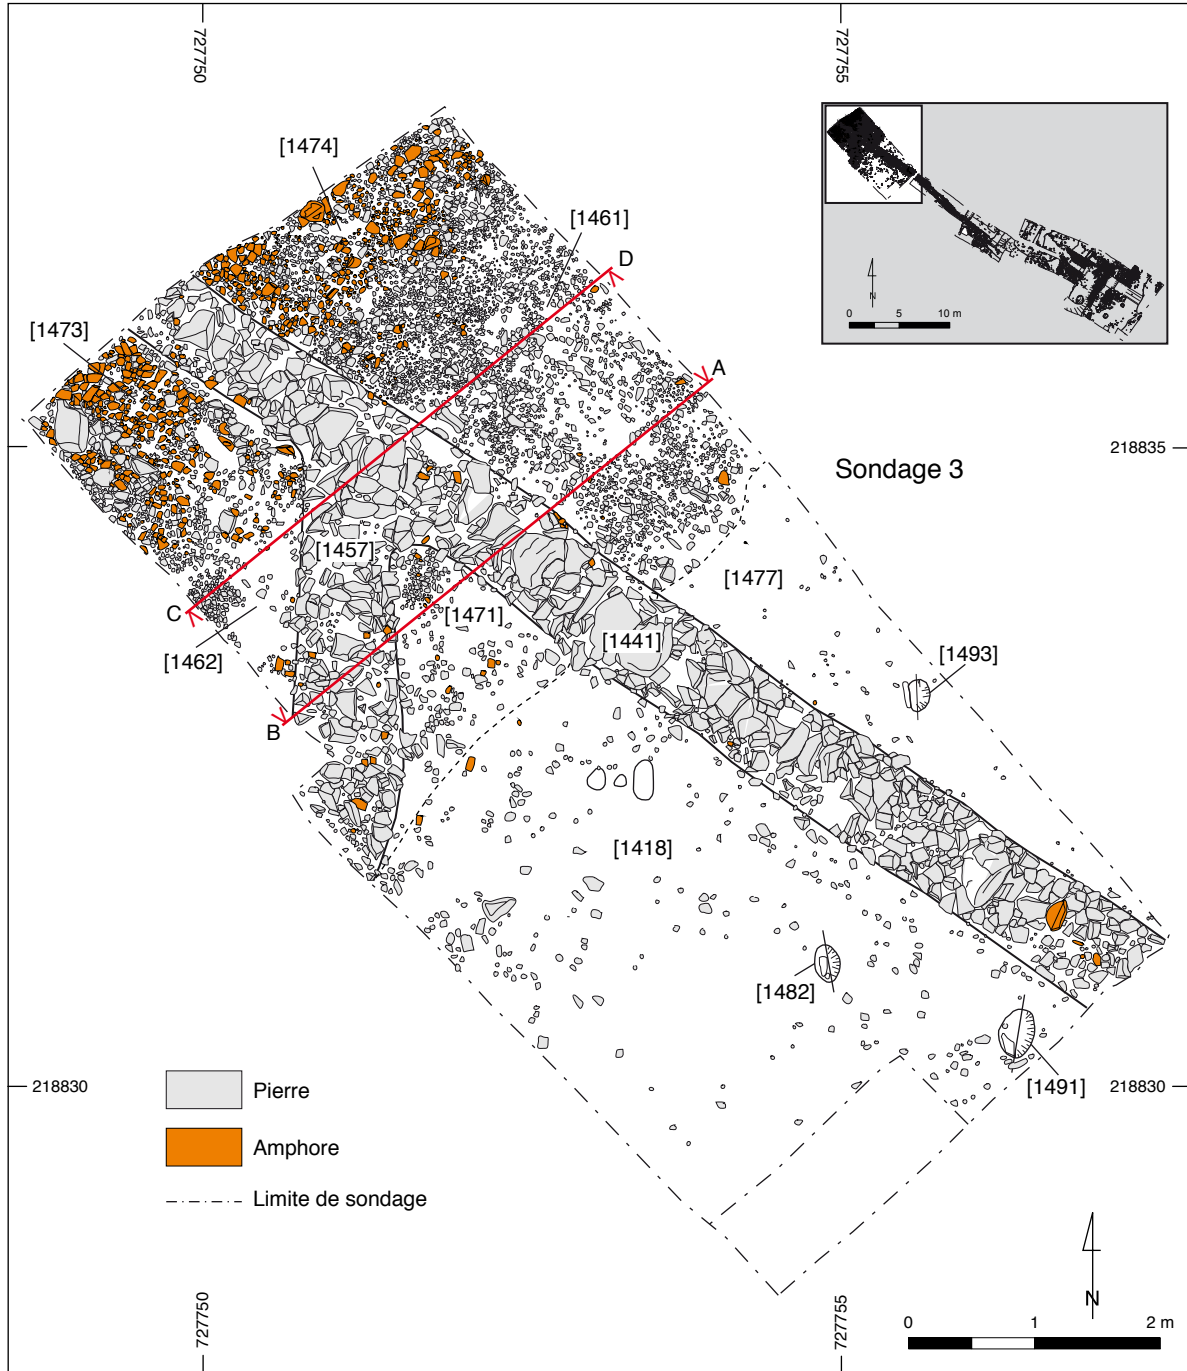 727750
727755
[1474]
[1461]
D
N
0 5 10 m
[1473]
A
218835
Sondage 3
[1457]
[1477]
C
[1471]
[1441]
[1462]
[1493]
B
[1418]
[1482]
218830
Pierre
[1491]
218830
Amphore
Limite de sondage
N
727750
727755
0 1 2 m